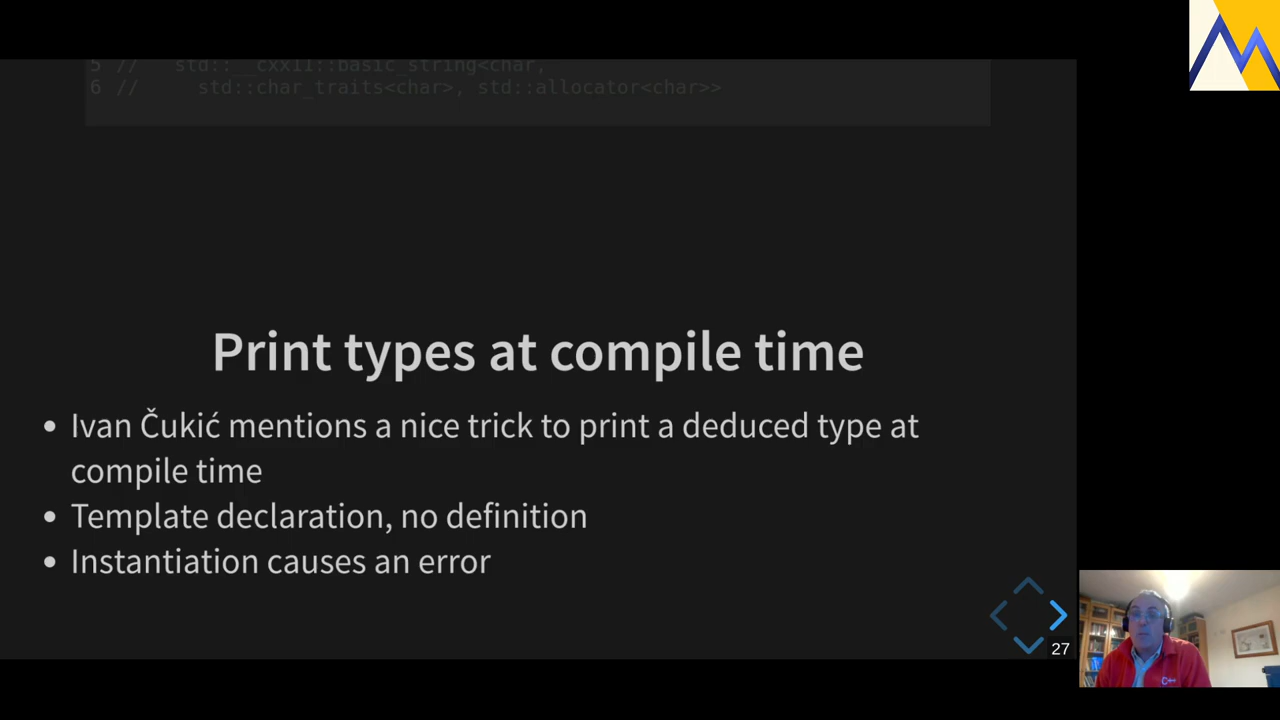 5 //   std::__cxx11::basic_string<char,
6 //     std::char_traits<char>, std::allocator<char>>
Print types at compile time
• Ivan Čukić mentions a nice trick to print a deduced type at
compile time
• Template declaration, no definition
• Instantiation causes an error
27